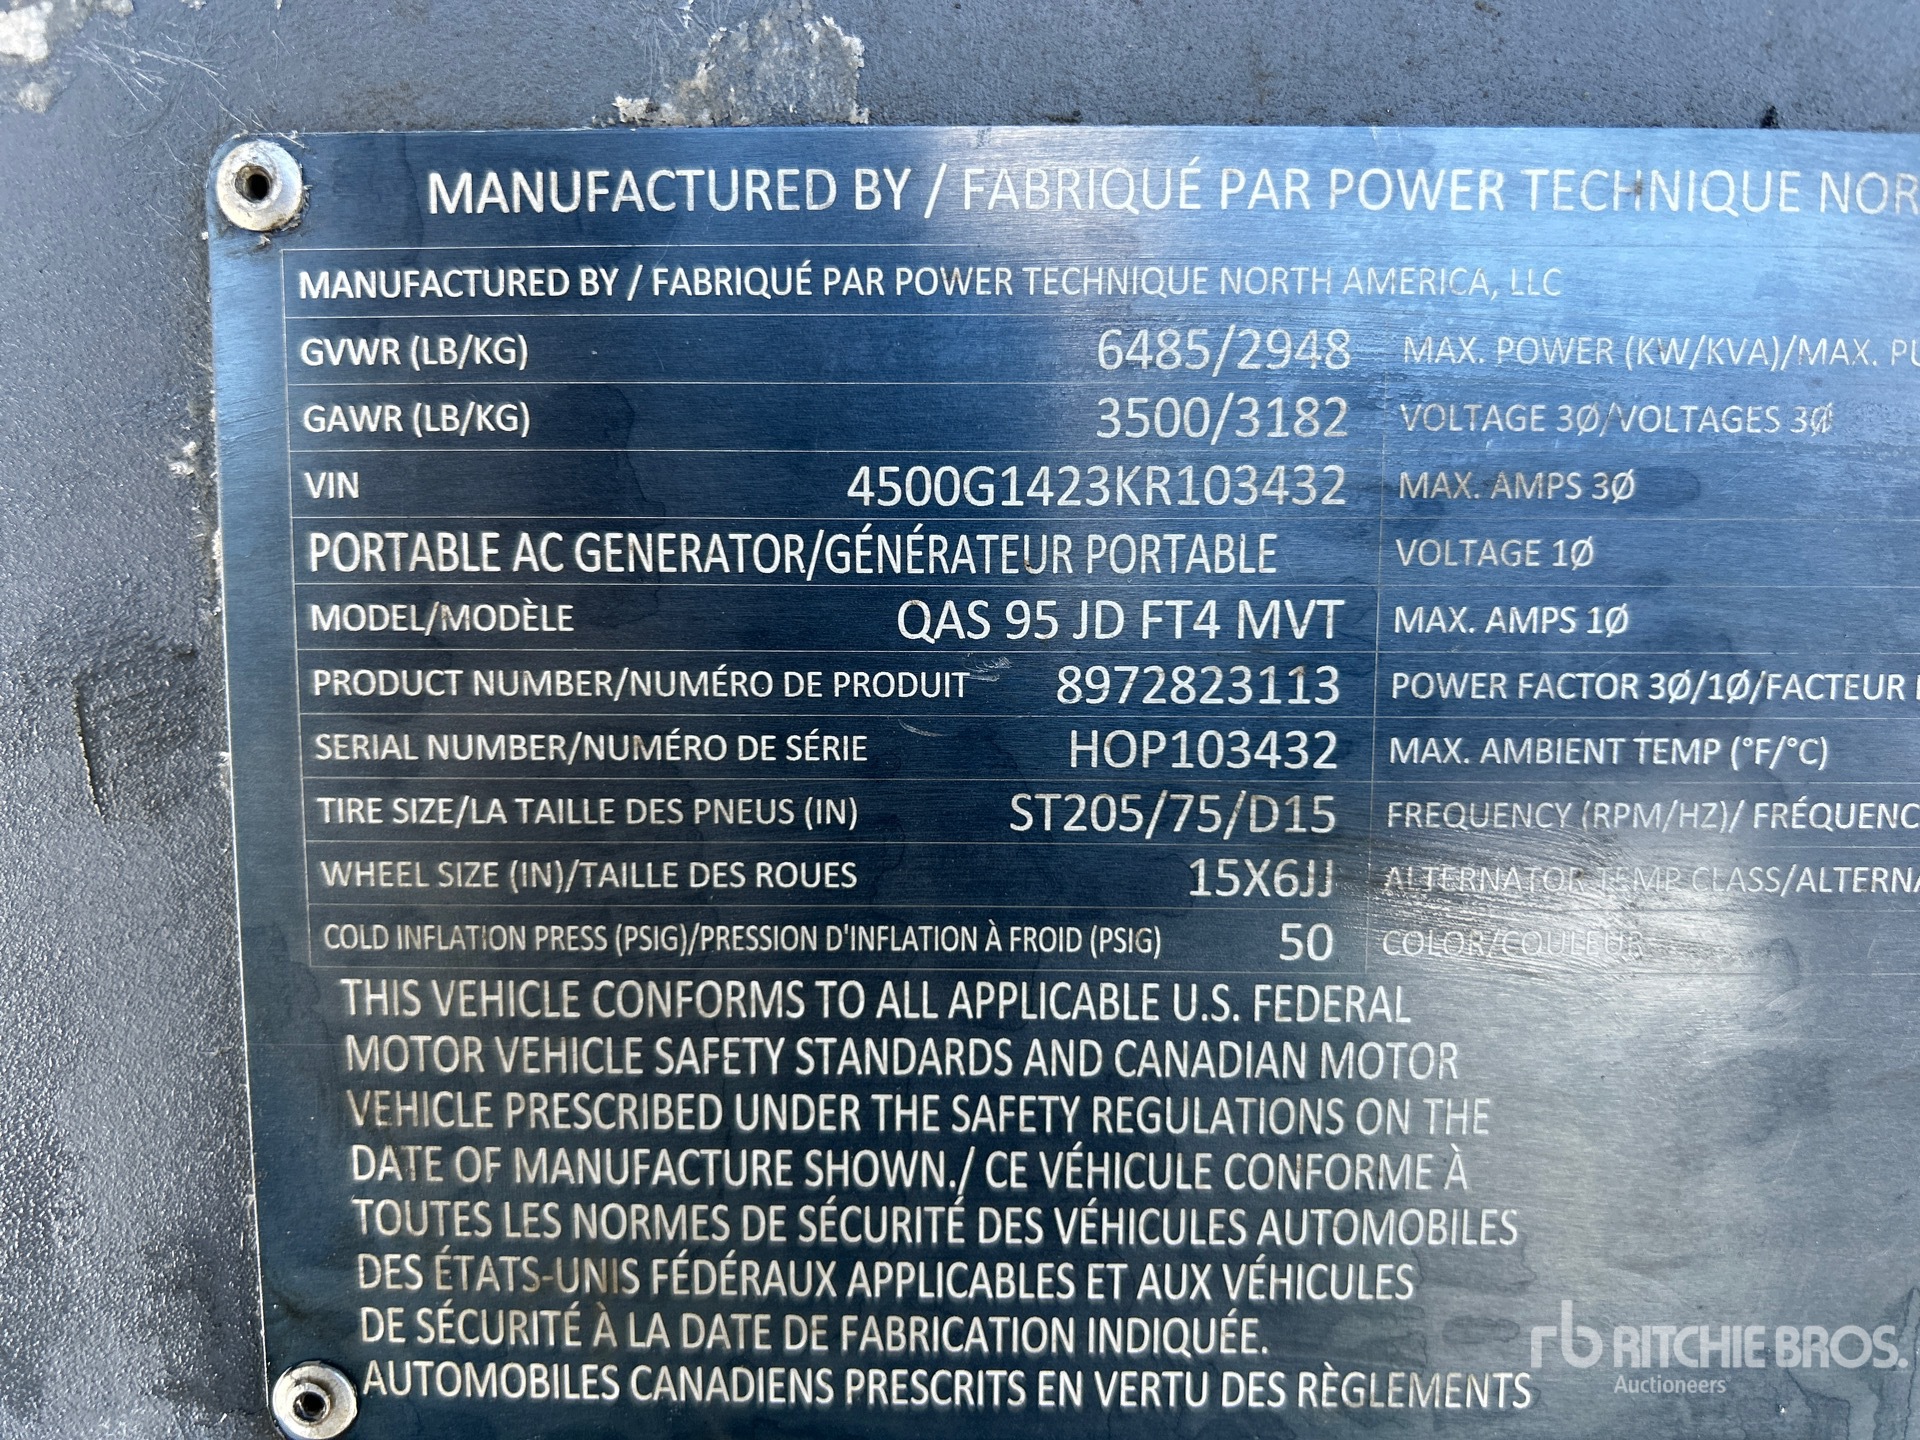 MANUFACTURED BY / FABRIQUÉ PAR POWER TECHNIQUE NOR
MANUFACTURED BY / FABRIQUÉ PAR POWER TECHNIQUE NORTH AMERICA, LLC
GVWR (LB/KG) 6485/2948 MAX. POWER (KW/KVA)/MAX. PU
GAWR (LB/KG) 3500/3182 VOLTAGE 3Ø/VOLTAGES 3Ø
VIN 4500G1423KR103432 MAX. AMPS 3Ø
PORTABLE AC GENERATOR/GÉNÉRATEUR PORTABLE VOLTAGE 1Ø
MODEL/MODÈLE QAS 95 JD FT4 MVT MAX. AMPS 1Ø
PRODUCT NUMBER/NUMÉRO DE PRODUIT 8972823113 POWER FACTOR 3Ø/1Ø/FACTEUR
SERIAL NUMBER/NUMÉRO DE SÉRIE HOP103432 MAX. AMBIENT TEMP (°F/°C)
TIRE SIZE/LA TAILLE DES PNEUS (IN) ST205/75/D15 FREQUENCY (RPM/HZ)/ FRÉQUENC
WHEEL SIZE (IN)/TAILLE DES ROUES 15X6JJ ALTERNATOR TEMP CLASS/ALTERNA
COLD INFLATION PRESS (PSIG)/PRESSION D'INFLATION À FROID (PSIG) 50 COLOR/COULEUR
THIS VEHICLE CONFORMS TO ALL APPLICABLE U.S. FEDERAL
MOTOR VEHICLE SAFETY STANDARDS AND CANADIAN MOTOR
VEHICLE PRESCRIBED UNDER THE SAFETY REGULATIONS ON THE
DATE OF MANUFACTURE SHOWN./ CE VÉHICULE CONFORME À
TOUTES LES NORMES DE SÉCURITÉ DES VÉHICULES AUTOMOBILES
DES ÉTATS-UNIS FÉDÉRAUX APPLICABLES ET AUX VÉHICULES
DE SÉCURITÉ À LA DATE DE FABRICATION INDIQUÉE.
AUTOMOBILES CANADIENS PRESCRITS EN VERTU DES RÈGLEMENTS
rb RITCHIE BROS.
Auctioneers